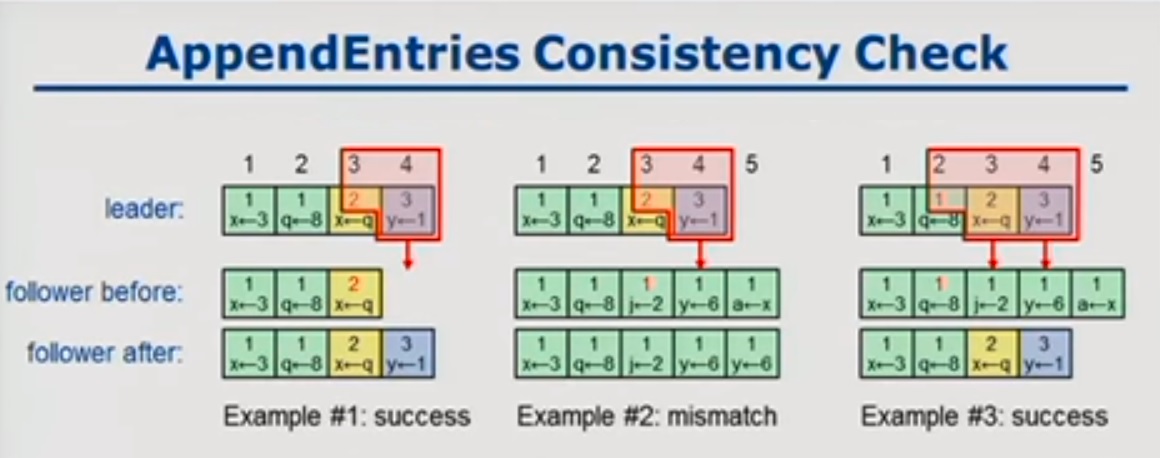 AppendEntries Consistency Check
1 2 3 4 1 2 3 4 5 1 2 3 4 5
leader: 1 1 2 3 1 1 2 3 1 1 2 3
x←3 q←8 x←q y←1 x←3 q←8 x←q y←1 x←3 q←8 x←q y←1
follower before: 1 1 2 1 1 1 1 1 1 1 1 1 1
x←3 q←8 x←q x←3 q←8 j←2 y←6 a←x x←3 q←8 j←2 y←6 a←x
follower after: 1 1 2 3 1 1 1 1 1 1 1 2 3
x←3 q←8 x←q y←1 x←3 q←8 j←2 y←6 y←6 x←3 q←8 x←q y←1
Example #1: success Example #2: mismatch Example #3: success